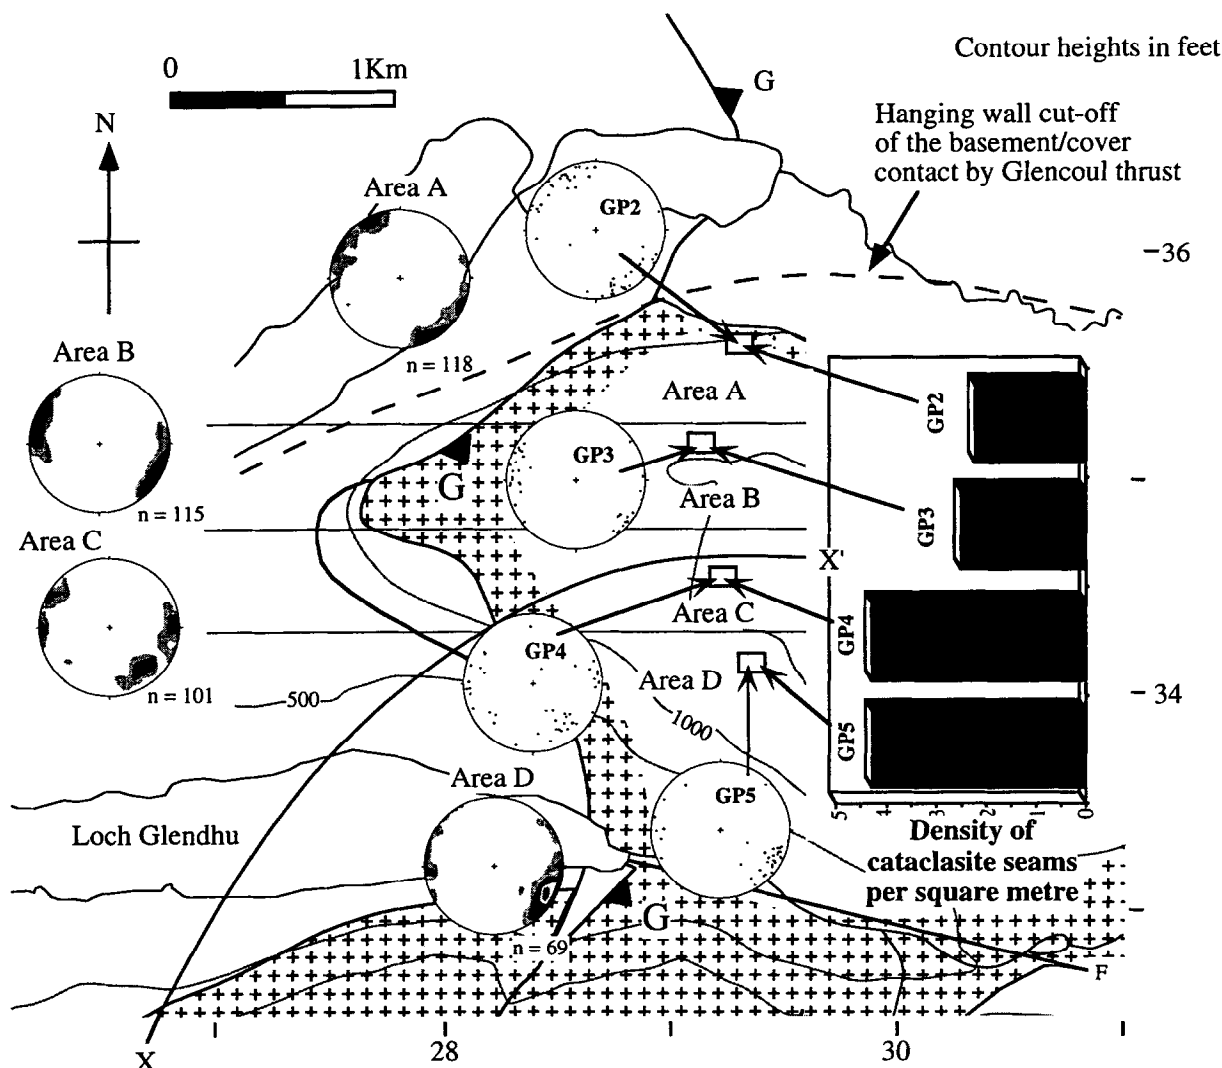 Contour heights in feet
0 1Km
G
N
Hanging wall cut-off
of the basement/cover
contact by Glencoul thrust
Area A
GP2
36
n = 118
Area B
Area A
GP2
GP3
G
n = 115
Area B
GP3
Area C
X'
Area C
GP4
GP4
n = 101
Area D
500
34
1000
GP5
Area D
GP5
5 4 3 2 1 0
Loch Glendhu
Density of
cataclasite seams
per square metre
G
n = 69
F
X
28
30